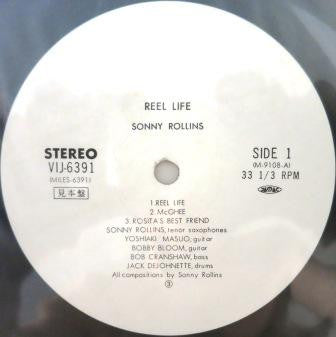 REEL LIFE
SONNY ROLLINS
STEREO
VIJ-6391
(MILES-6391)
見本盤
SIDE 1
(M-9108-A)
33 1/3 RPM
1. REEL LIFE
2. McGHEE
3. ROSITA'S BEST FRIEND
SONNY ROLLINS, tenor saxophones
YOSHIAKI MASUO, guitar
BOBBY BLOOM, guitar
BOB CRANSHAW, bass
JACK DEJOHNETTE, drums
All compositions by Sonny Rollins
③